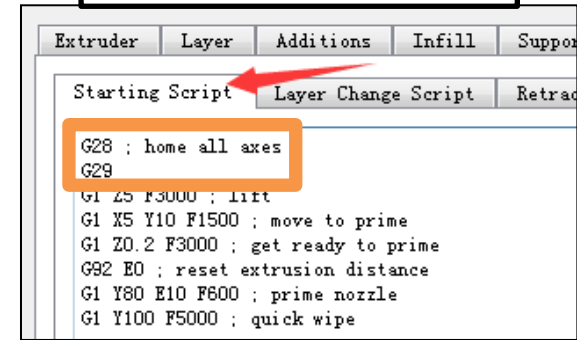 Extruder Layer Additions Infill
Starting Script Layer Change Script
G28 ; home all axes
G29
G1 Z5 F3000 ; lift
G1 X5 Y10 F1500 ; move to prime
G1 Z0.2 F3000 ; get ready to prime
G92 E0 ; reset extrusion distance
G1 Y80 E10 F600 ; prime nozzle
G1 Y100 F5000 ; quick wipe